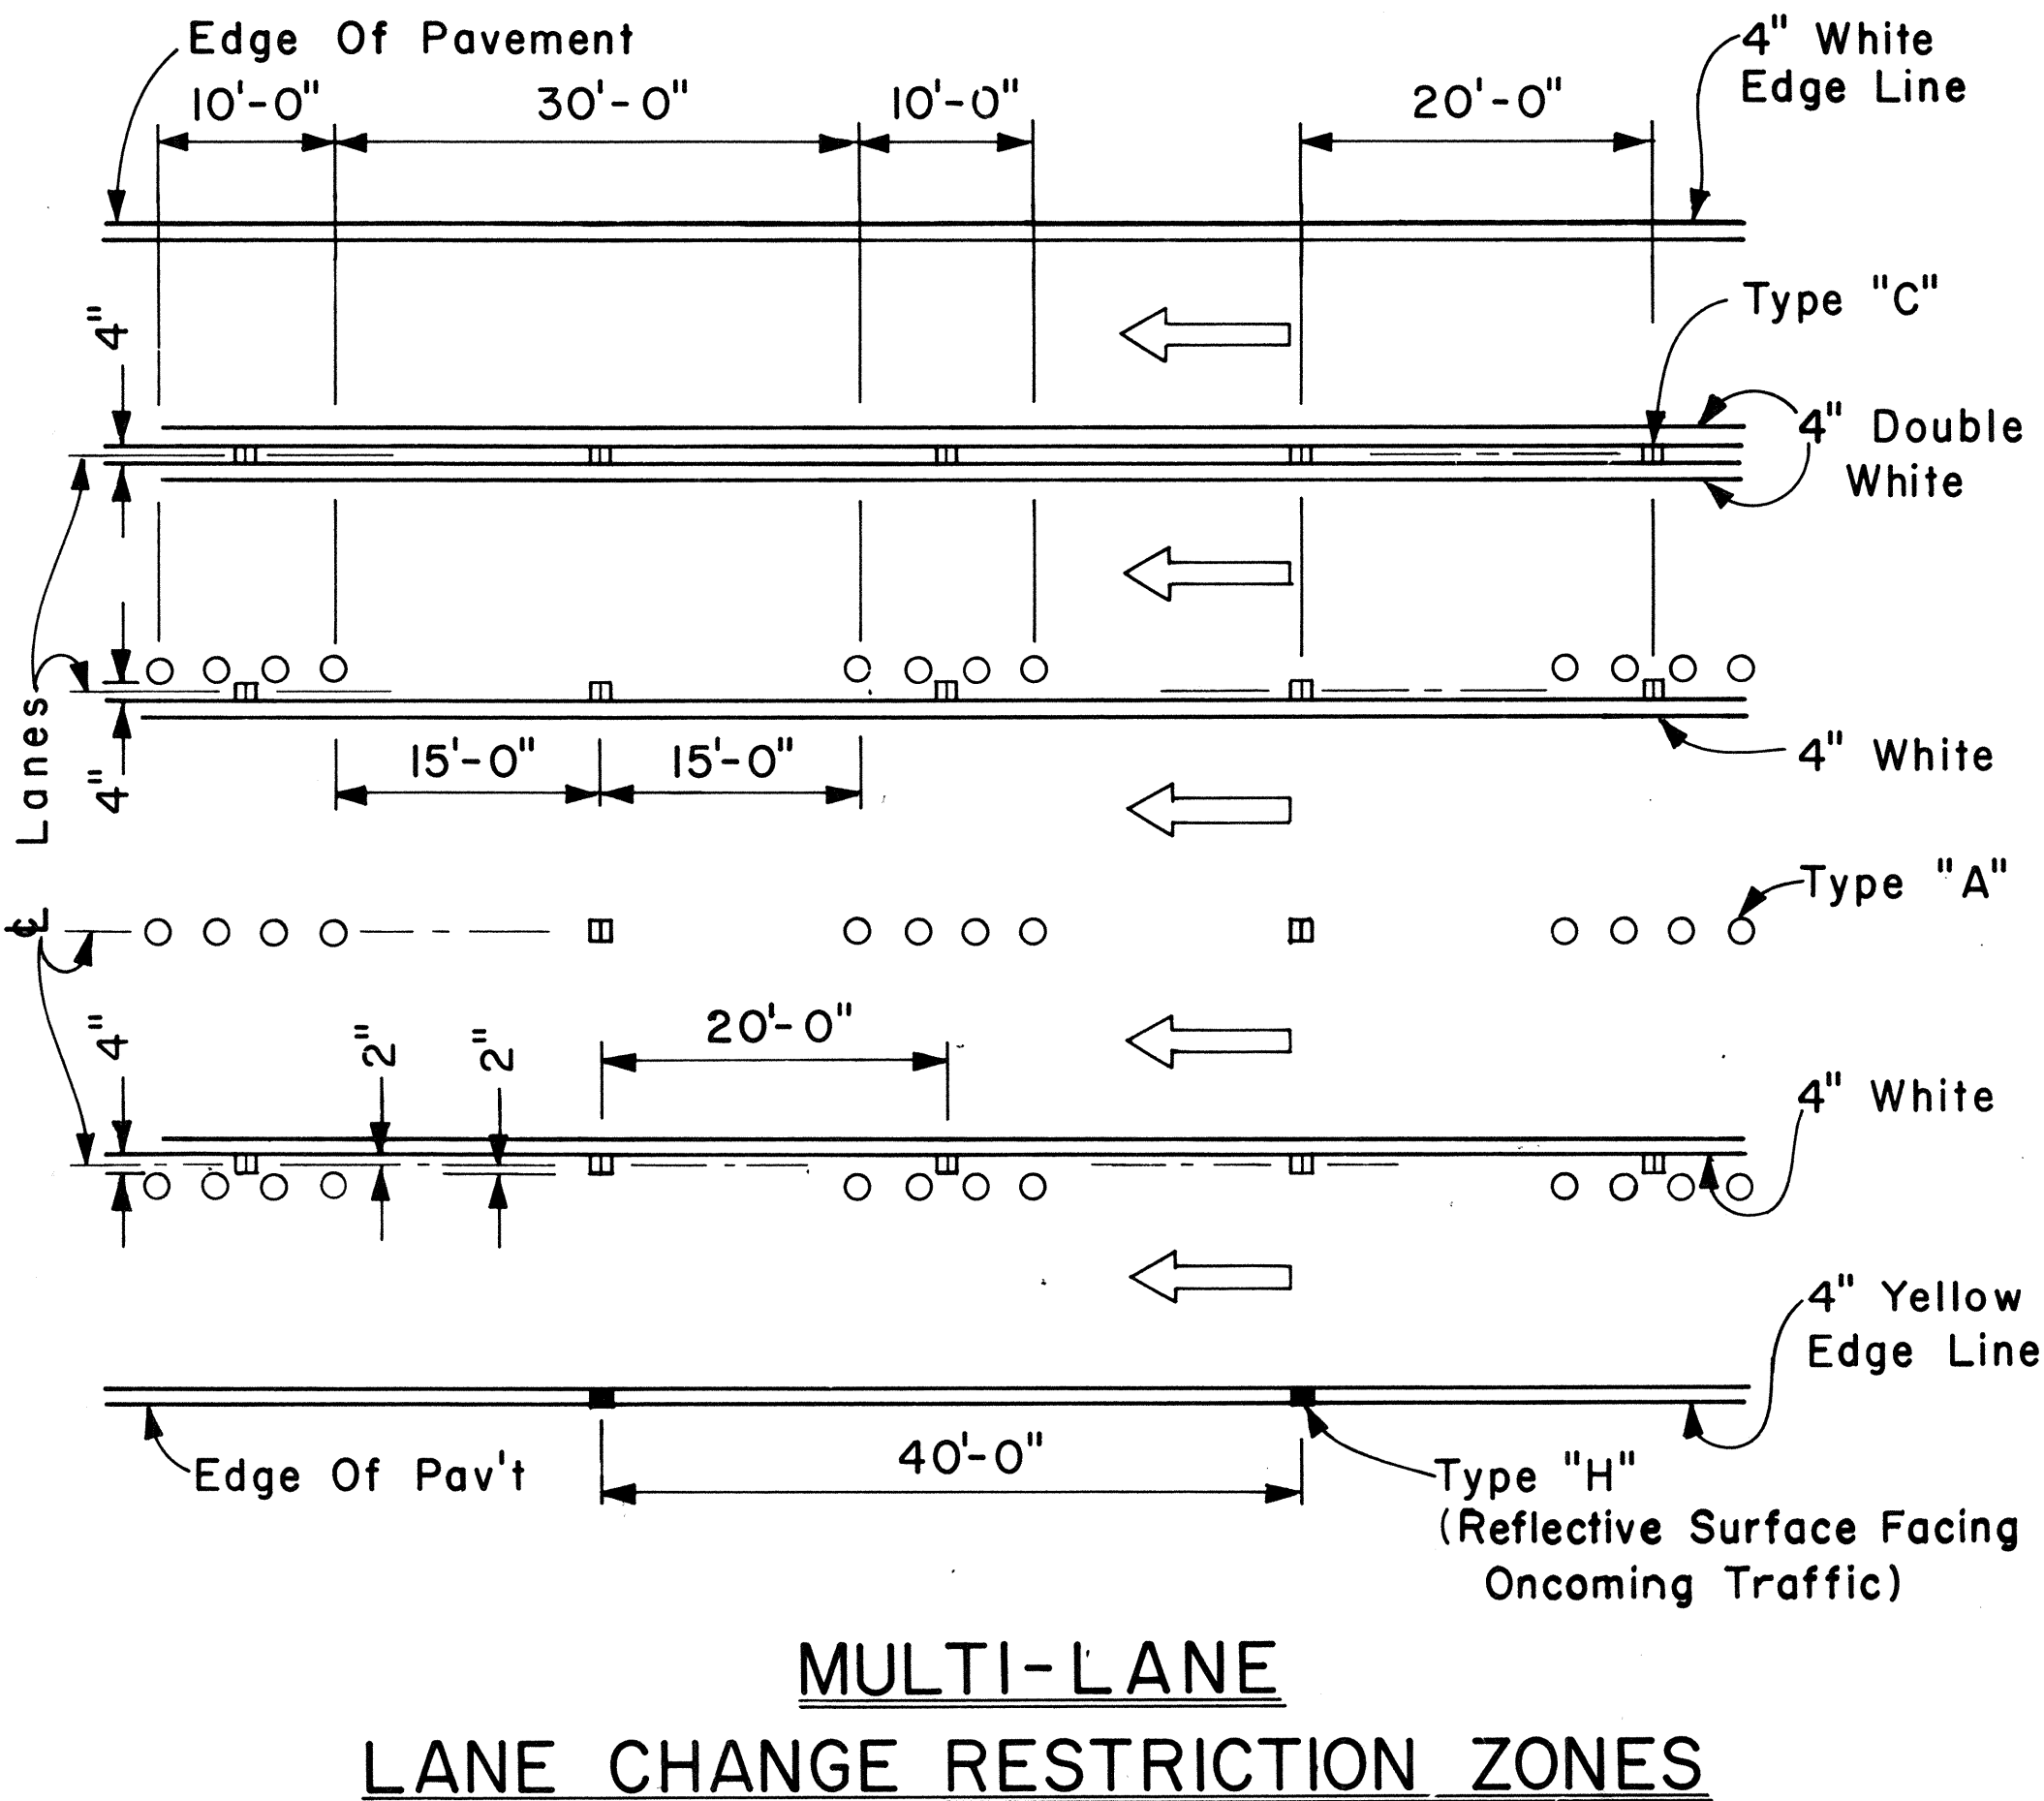 Edge Of Pavement
4" White
Edge Line
10'-0"
30'-0"
10'-0"
20'-0"
Type "C"
4"
4" Double
White
4" White
15'-0"
15'-0"
4"
℄ Lanes
Type "A"
20'-0"
4"
2"
2"
4" White
4" Yellow
Edge Line
40'-0"
Edge Of Pav't
Type "H"
(Reflective Surface Facing
Oncoming Traffic)
MULTI-LANE
LANE CHANGE RESTRICTION ZONES